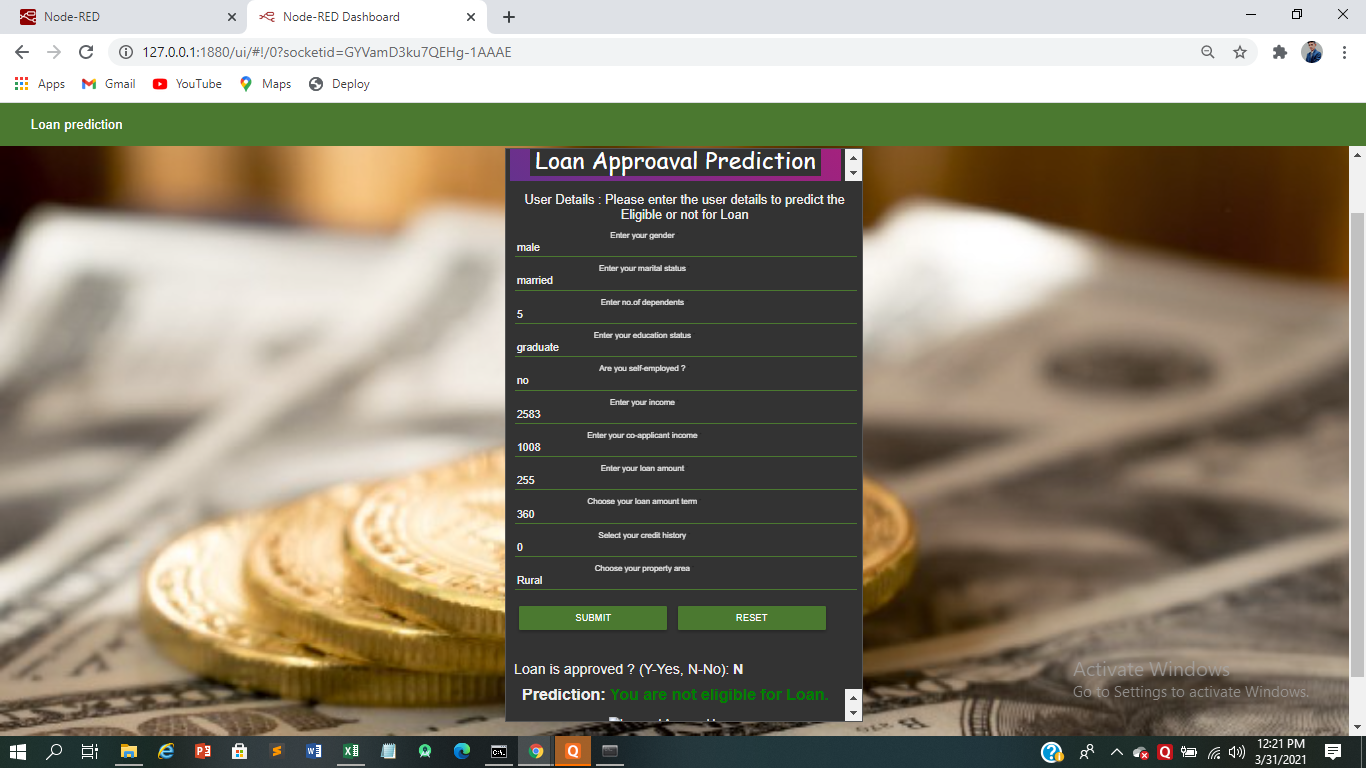 Node-RED
Node-RED Dashboard
127.0.0.1:1880/ui/#!/0?socketid=GYVamD3ku7QEHg-1AAAE
Apps
Gmail
YouTube
Maps
Deploy
Loan prediction
Loan Approaval Prediction
User Details : Please enter the user details to predict the
Eligible or not for Loan
Enter your gender
male
Enter your marital status
married
Enter no.of dependents
5
Enter your education status
graduate
Are you self-employed ?
no
Enter your income
2583
Enter your co-applicant income
1008
Enter your loan amount
255
Choose your loan amount term
360
Select your credit history
0
Choose your property area
Rural
SUBMIT RESET
Loan is approved ? (Y-Yes, N-No): N
Prediction: You are not eligible for Loan.
Activate Windows
Go to Settings to activate Windows.
12:21 PM
3/31/2021